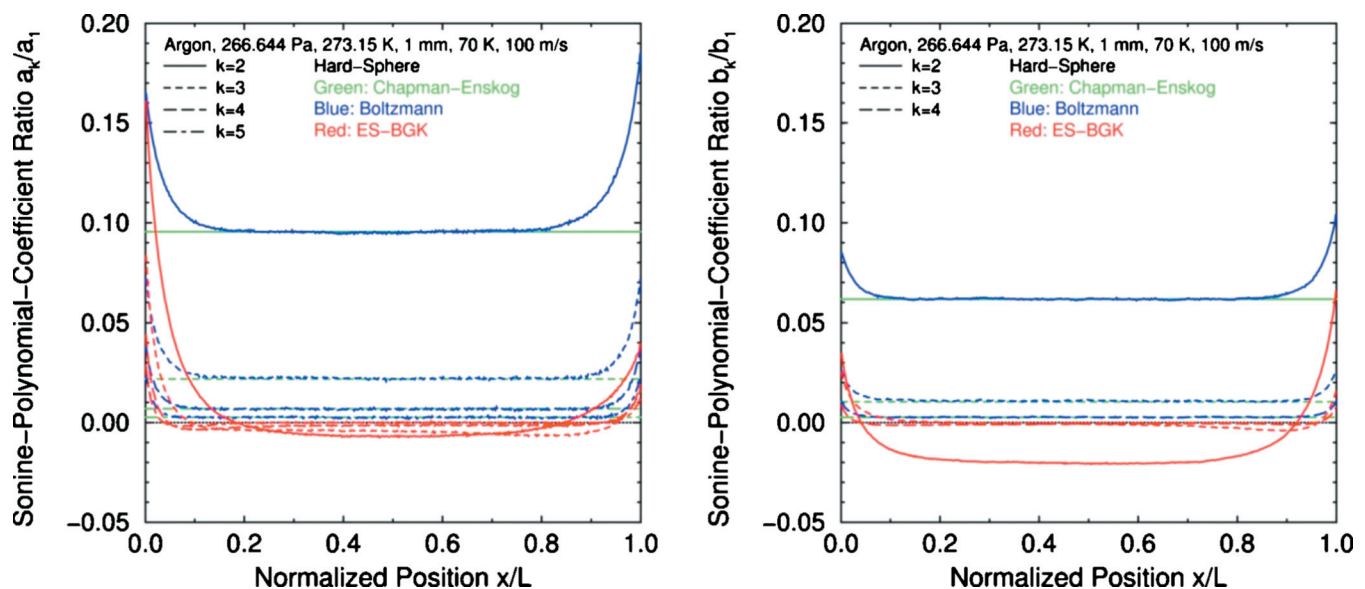 Sonine-Polynomial-Coefficient Ratio aₖ/a₁
0.20
0.15
0.10
0.05
0.00
−0.05
Argon, 266.644 Pa, 273.15 K, 1 mm, 70 K, 100 m/s
k=2 Hard-Sphere
k=3 Green: Chapman-Enskog
k=4 Blue: Boltzmann
k=5 Red: ES-BGK
0.0 0.2 0.4 0.6 0.8 1.0
Normalized Position x/L
Sonine-Polynomial-Coefficient Ratio bₖ/b₁
0.20
0.15
0.10
0.05
0.00
−0.05
Argon, 266.644 Pa, 273.15 K, 1 mm, 70 K, 100 m/s
k=2 Hard-Sphere
k=3 Green: Chapman-Enskog
k=4 Blue: Boltzmann
Red: ES-BGK
0.0 0.2 0.4 0.6 0.8 1.0
Normalized Position x/L